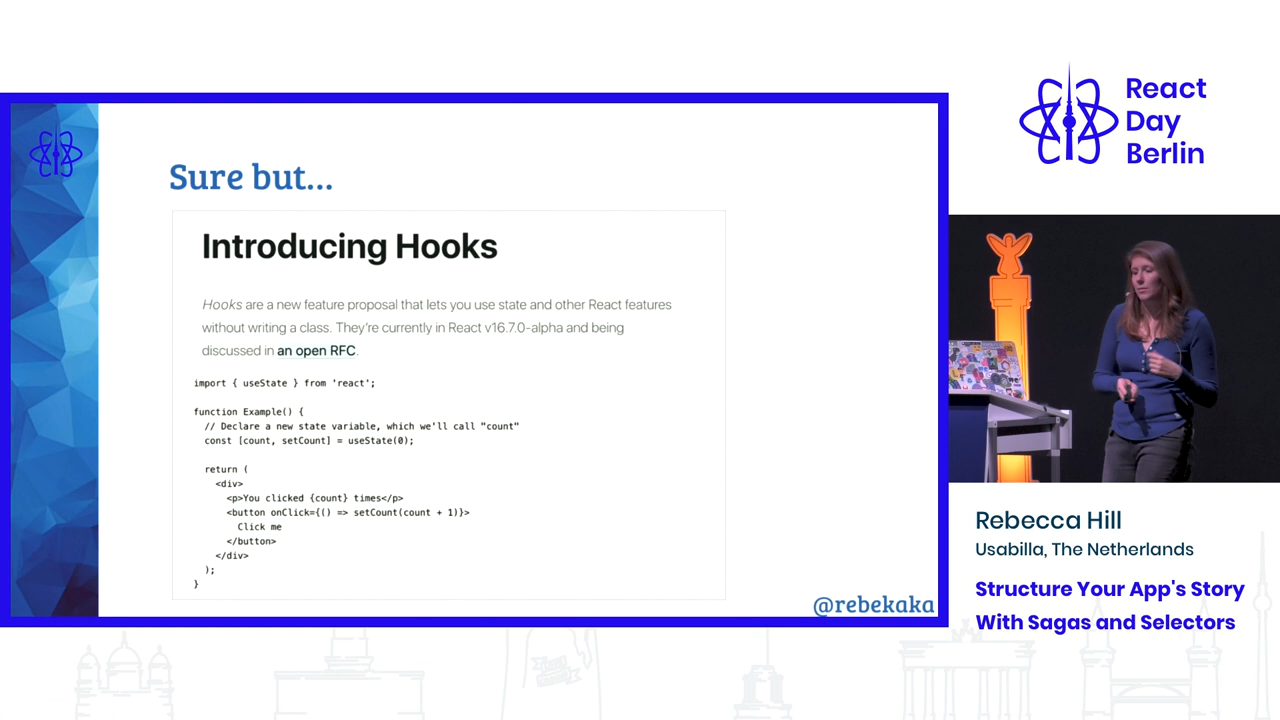 Sure but...
Introducing Hooks
Hooks are a new feature proposal that lets you use state and other React features
without writing a class. They're currently in React v16.7.0-alpha and being
discussed in an open RFC.
import { useState } from 'react';
function Example() {
  // Declare a new state variable, which we'll call "count"
  const [count, setCount] = useState(0);
  return (
    <div>
      <p>You clicked {count} times</p>
      <button onClick={() => setCount(count + 1)}>
        Click me
      </button>
    </div>
  );
}
@rebekaka
React
Day
Berlin
Rebecca Hill
Usabilla, The Netherlands
Structure Your App's Story
With Sagas and Selectors